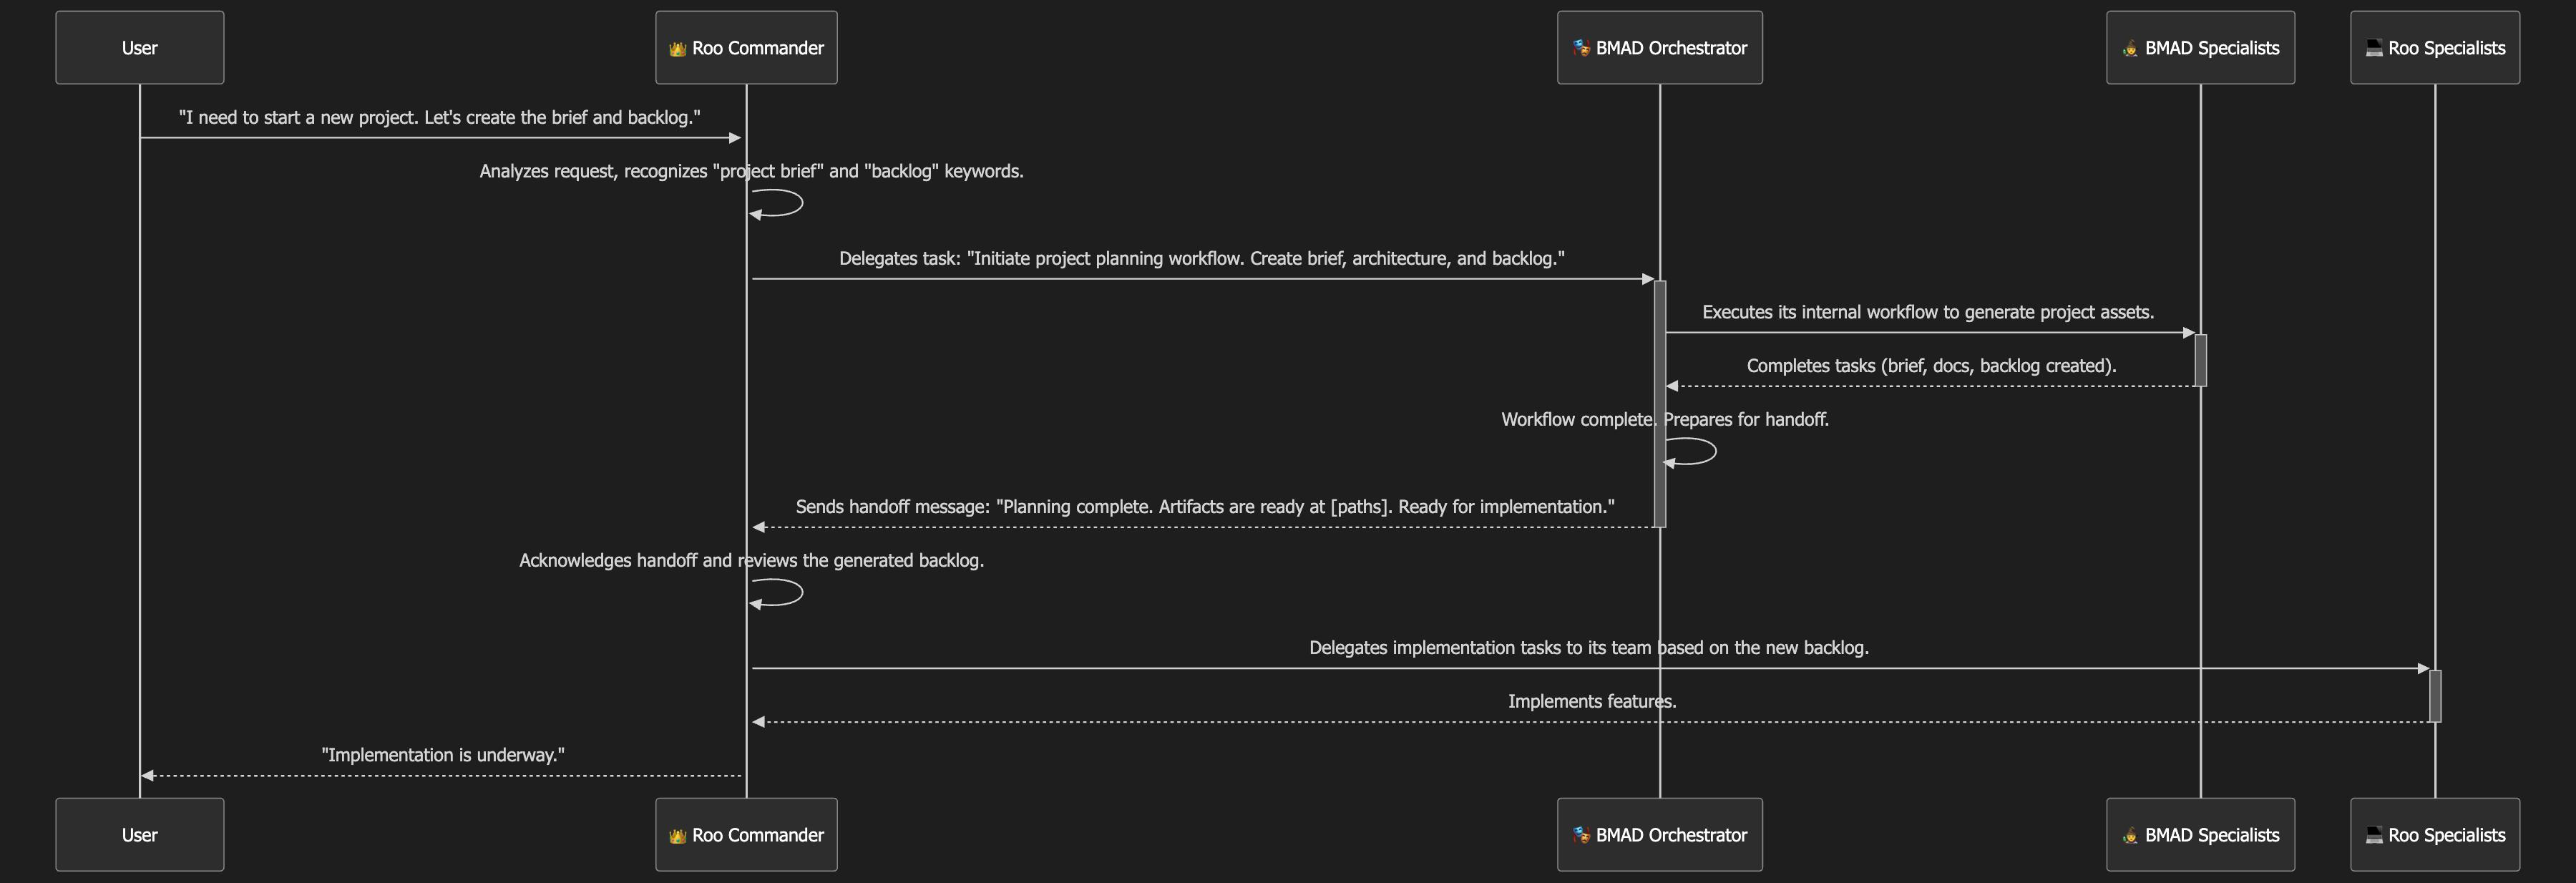 User
👑 Roo Commander
🎭 BMAD Orchestrator
BMAD Specialists
💻 Roo Specialists
"I need to start a new project. Let's create the brief and backlog."
Analyzes request, recognizes "project brief" and "backlog" keywords.
Delegates task: "Initiate project planning workflow. Create brief, architecture, and backlog."
Executes its internal workflow to generate project assets.
Completes tasks (brief, docs, backlog created).
Workflow complete. Prepares for handoff.
Sends handoff message: "Planning complete. Artifacts are ready at [paths]. Ready for implementation."
Acknowledges handoff and reviews the generated backlog.
Delegates implementation tasks to its team based on the new backlog.
Implements features.
"Implementation is underway."
User
👑 Roo Commander
🎭 BMAD Orchestrator
BMAD Specialists
💻 Roo Specialists